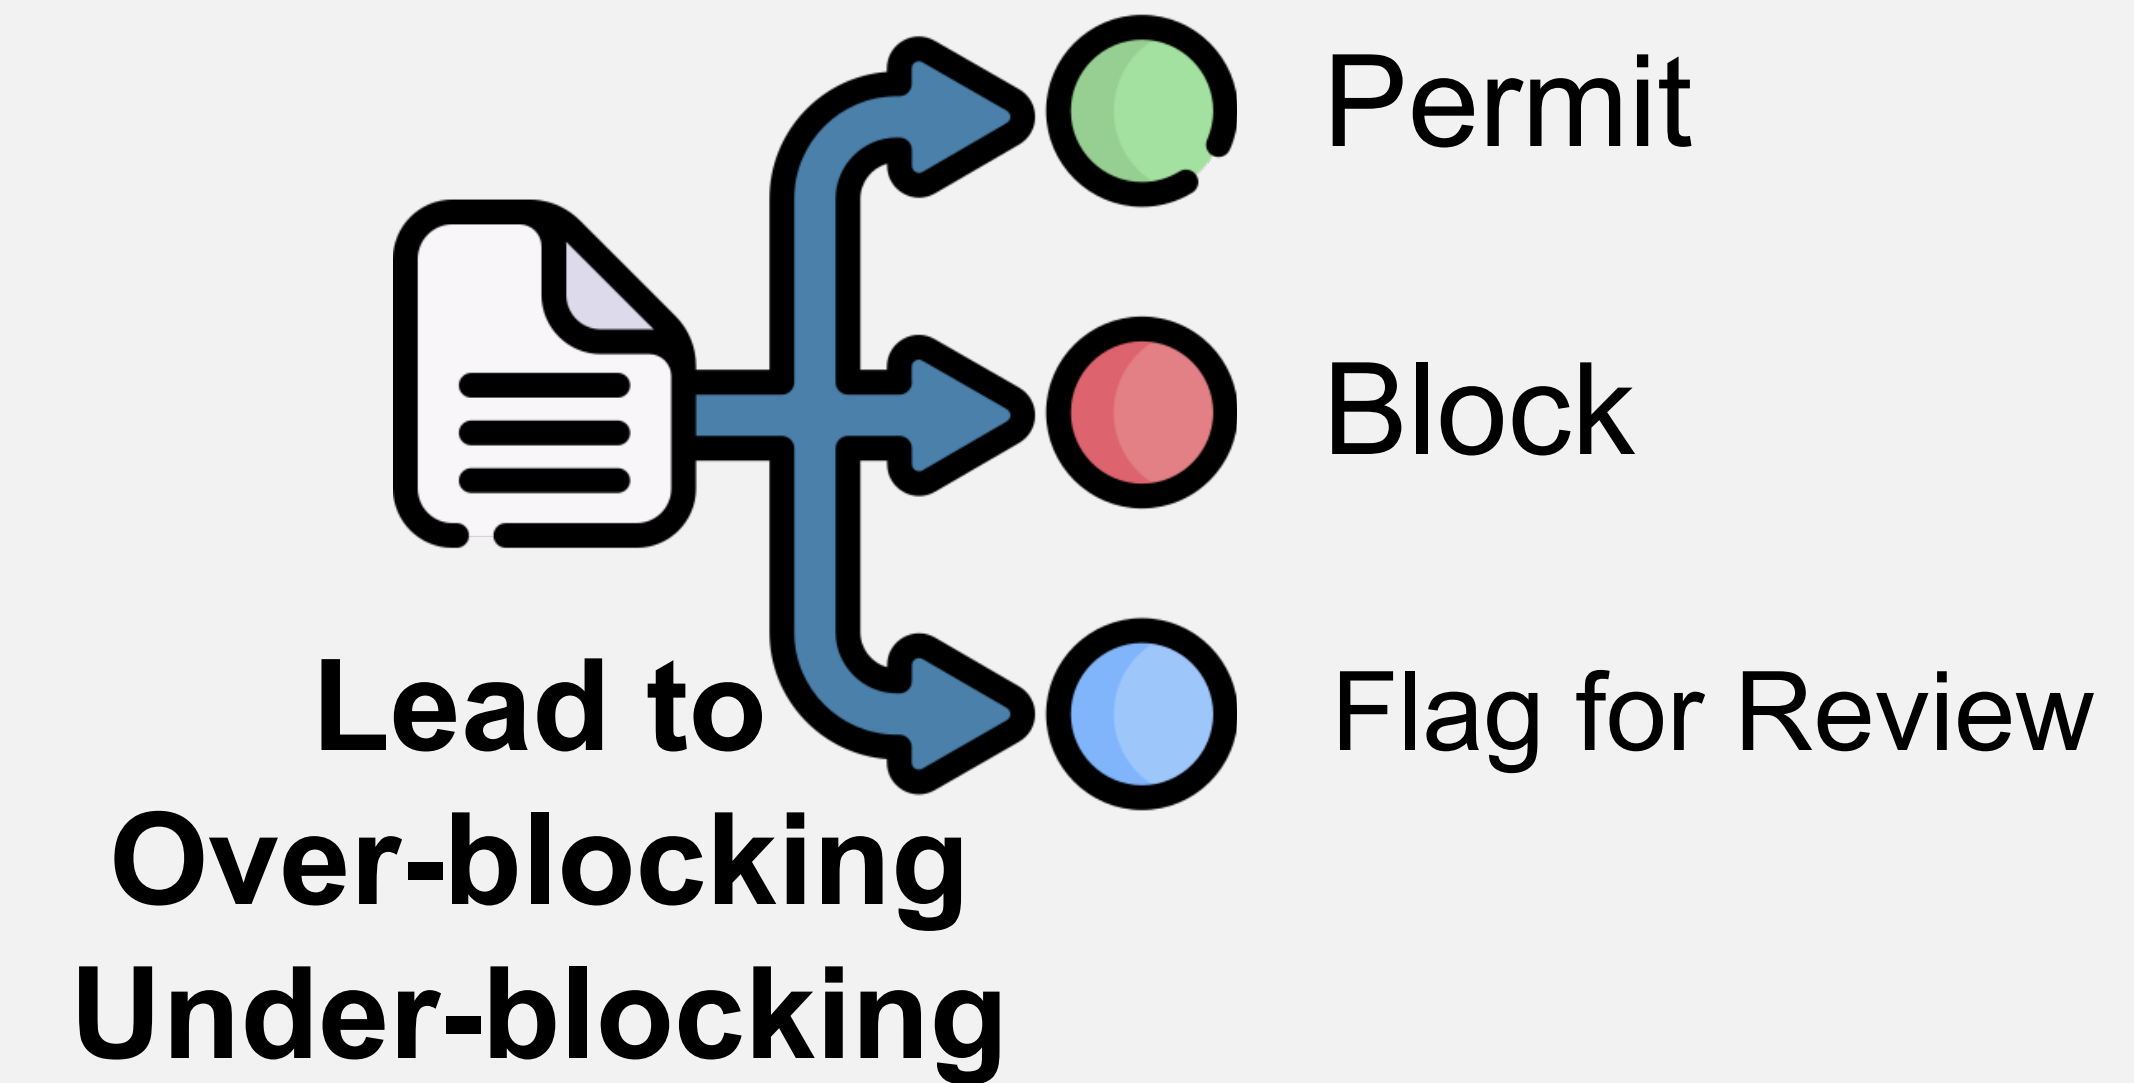 Permit
Block
Flag for Review
Lead to
Over-blocking
Under-blocking